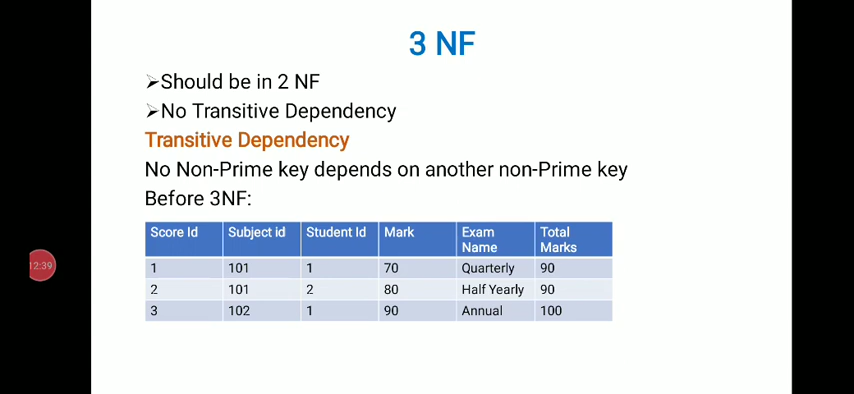 3 NF
➢Should be in 2 NF
➢No Transitive Dependency
Transitive Dependency
No Non-Prime key depends on another non-Prime key
Before 3NF:
Score Id Subject id Student Id Mark Exam Name Total Marks
1 101 1 70 Quarterly 90
2 101 2 80 Half Yearly 90
3 102 1 90 Annual 100
12:39